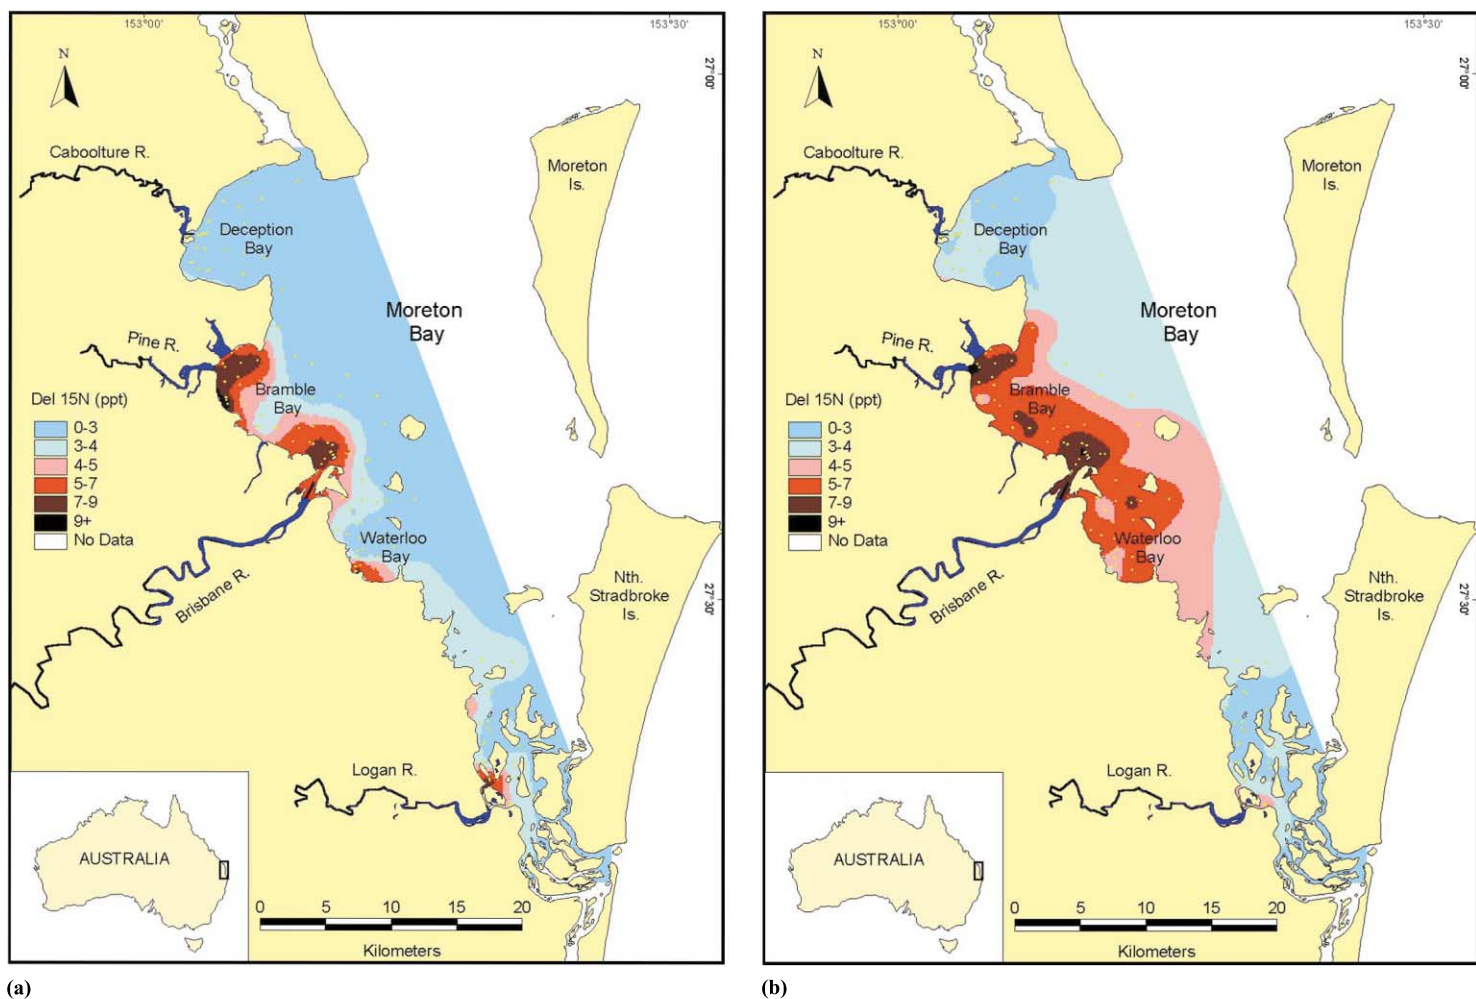 153°00'
153°30'
27°00'
N
Caboolture R.
Moreton
Is.
Deception
Bay
Moreton
Bay
Pine R.
Bramble
Bay
Del 15N (ppt)
0-3
3-4
4-5
5-7
7-9
9+
No Data
Waterloo
Bay
Brisbane R.
27°30'
Nth.
Stradbroke
Is.
Logan R.
AUSTRALIA
0 5 10 15 20
Kilometers
(a)
153°00'
153°30'
27°00'
N
Caboolture R.
Moreton
Is.
Deception
Bay
Moreton
Bay
Pine R.
Bramble
Bay
Del 15N (ppt)
0-3
3-4
4-5
5-7
7-9
9+
No Data
Waterloo
Bay
Brisbane R.
27°30'
Nth.
Stradbroke
Is.
Logan R.
AUSTRALIA
0 5 10 15 20
Kilometers
(b)